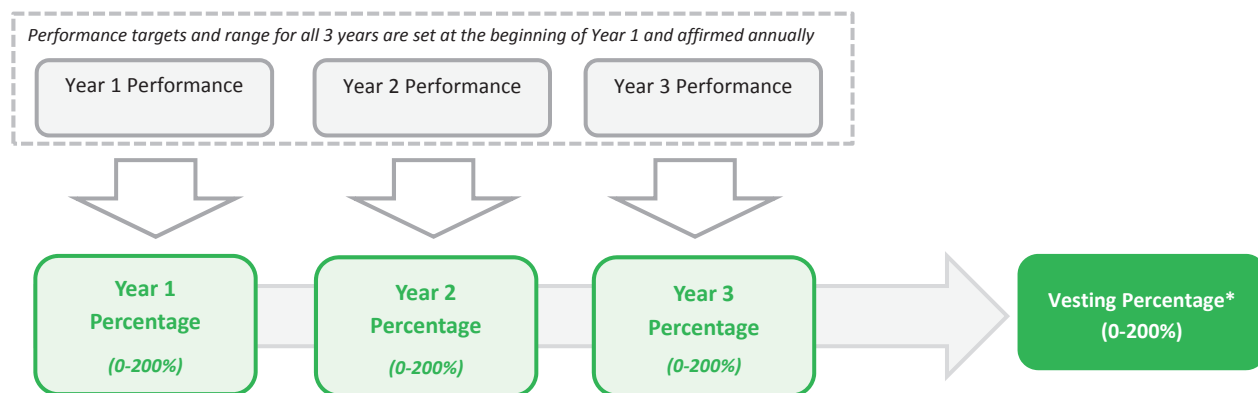 Performance targets and range for all 3 years are set at the beginning of Year 1 and affirmed annually
Year 1 Performance
Year 2 Performance
Year 3 Performance
Year 1
Percentage
(0-200%)
Year 2
Percentage
(0-200%)
Year 3
Percentage
(0-200%)
Vesting Percentage*
(0-200%)